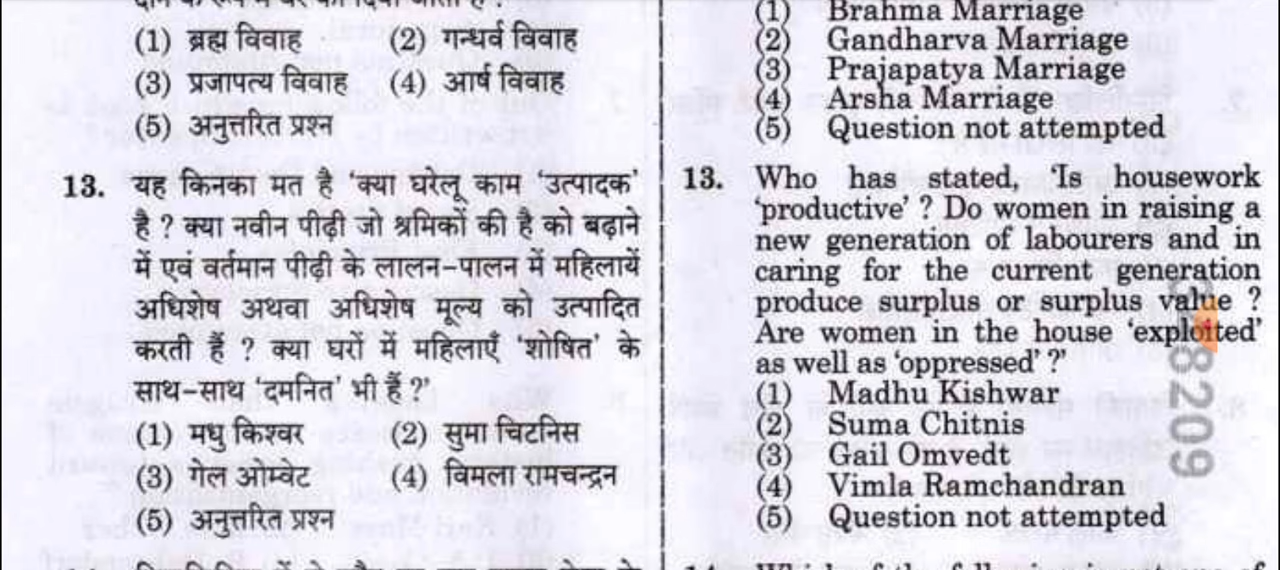 (1) ब्रह्म विवाह (2) गन्धर्व विवाह
(3) प्रजापत्य विवाह (4) आर्ष विवाह
(5) अनुत्तरित प्रश्न
13. यह किनका मत है 'क्या घरेलू काम 'उत्पादक'
है ? क्या नवीन पीढ़ी जो श्रमिकों की है को बढ़ाने
में एवं वर्तमान पीढ़ी के लालन-पालन में महिलायें
अधिशेष अथवा अधिशेष मूल्य को उत्पादित
करती हैं ? क्या घरों में महिलाएँ 'शोषित' के
साथ-साथ 'दमनित' भी हैं ?'
(1) मधु किश्वर (2) सुमा चिटनिस
(3) गेल ओम्वेट (4) विमला रामचन्द्रन
(5) अनुत्तरित प्रश्न
(1) Brahma Marriage
(2) Gandharva Marriage
(3) Prajapatya Marriage
(4) Arsha Marriage
(5) Question not attempted
13. Who has stated, 'Is housework
'productive' ? Do women in raising a
new generation of labourers and in
caring for the current generation
produce surplus or surplus value ?
Are women in the house 'exploited'
as well as 'oppressed' ?'
(1) Madhu Kishwar
(2) Suma Chitnis
(3) Gail Omvedt
(4) Vimla Ramchandran
(5) Question not attempted